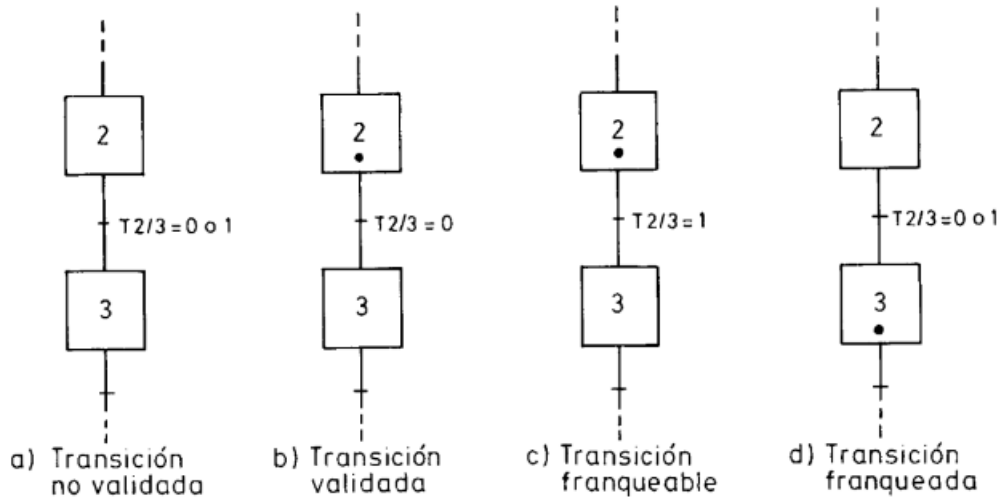 2
T2/3 = 0 o 1
3
a) Transición
no validada
2
T2/3 = 0
3
b) Transición
validada
2
T2/3 = 1
3
c) Transición
franqueable
2
T2/3=0 o 1
3
d) Transición
franqueada